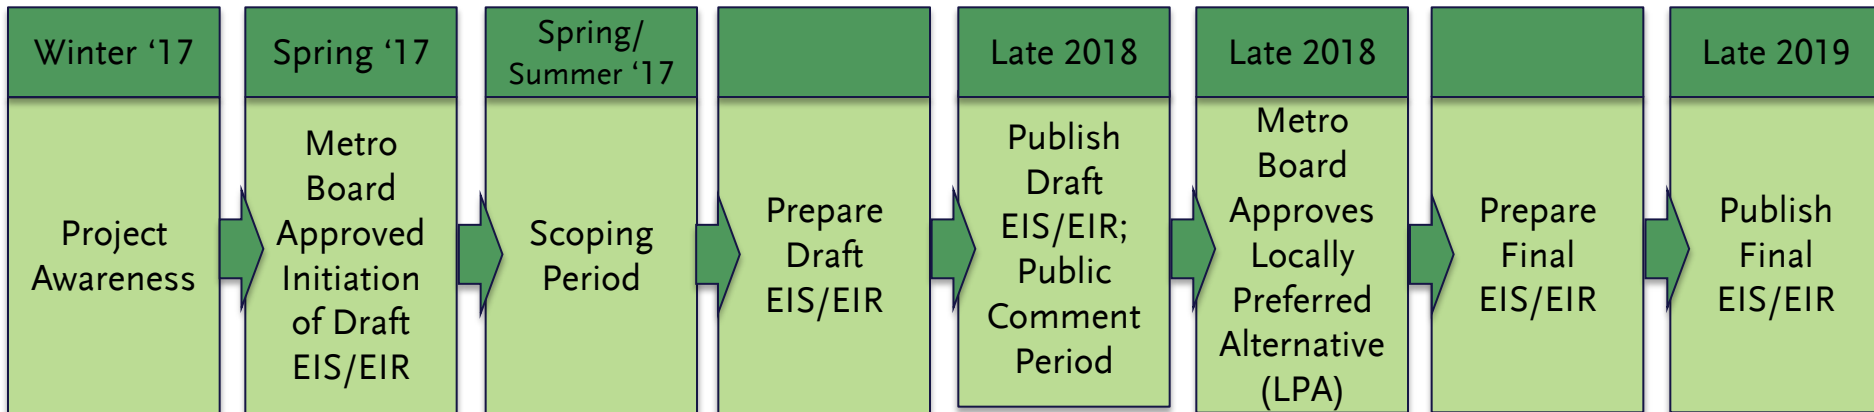 Winter ‘17
Project
Awareness
Spring ‘17
Metro
Board
Approved
Initiation
of Draft
EIS/EIR
Spring/
Summer ‘17
Scoping
Period
Prepare
Draft
EIS/EIR
Late 2018
Publish
Draft
EIS/EIR;
Public
Comment
Period
Late 2018
Metro
Board
Approves
Locally
Preferred
Alternative
(LPA)
Prepare
Final
EIS/EIR
Late 2019
Publish
Final
EIS/EIR